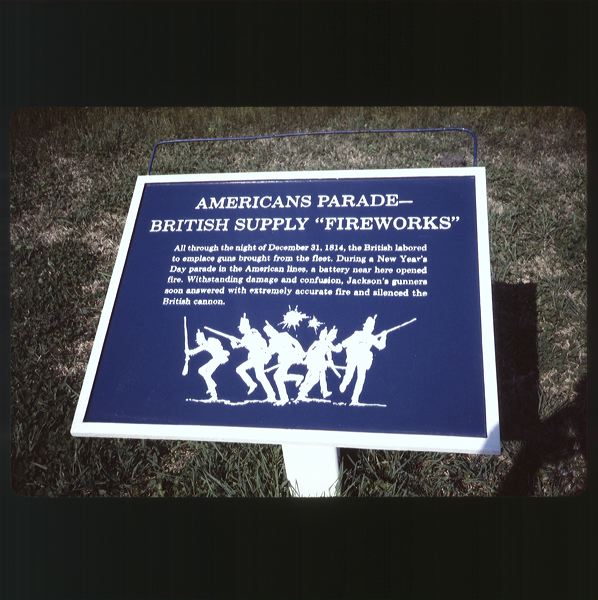 AMERICANS PARADE—
BRITISH SUPPLY “FIREWORKS”
All through the night of December 31, 1814, the British labored
to emplace guns brought from the fleet. During a New Year's
Day parade in the American lines, a battery near here opened
fire. Withstanding damage and confusion, Jackson's gunners
soon answered with extremely accurate fire and silenced the
British cannon.